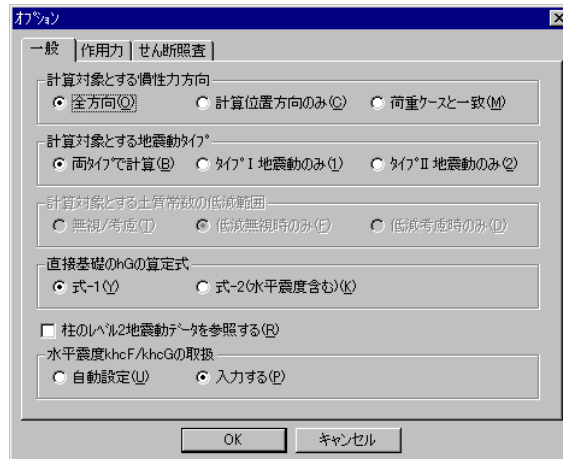 ｵﾌﾟｼｮﾝ
一般 作用力 せん断照査
計算対象とする慣性力方向
全方向(O) 計算位置方向のみ(C) 荷重ｹｰｽと一致(M)
計算対象とする地震動ﾀｲﾌﾟ
両ﾀｲﾌﾟで計算(B) ﾀｲﾌﾟⅠ地震動のみ(1) ﾀｲﾌﾟⅡ地震動のみ(2)
計算対象とする土質常数の低減範囲
無視/考慮(T) 低減無視時のみ(F) 低減考慮時のみ(D)
直接基礎のhGの算定式
式-1(Y) 式-2(水平震度含む)(K)
柱のﾚﾍﾞﾙ2地震動ﾃﾞｰﾀを参照する(R)
水平震度khcF/khcGの取扱
自動設定(U) 入力する(P)
OK ｷｬﾝｾﾙ